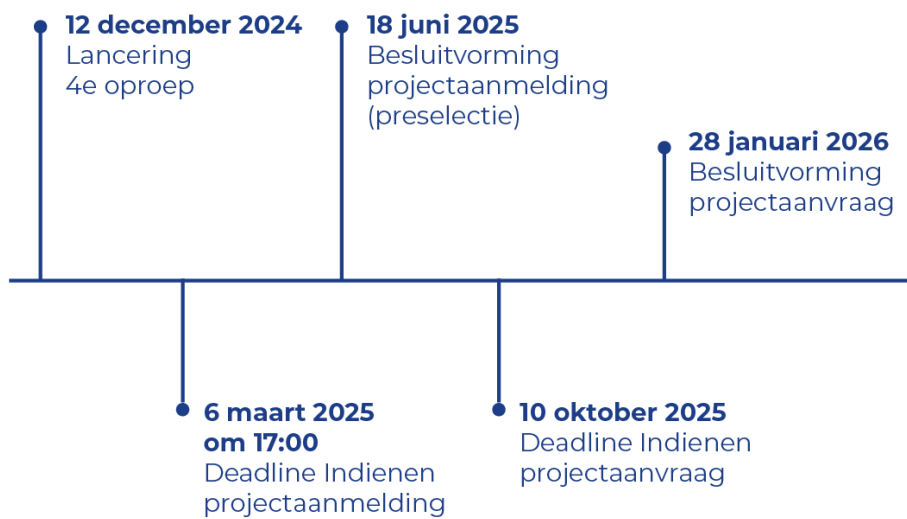 12 december 2024
Lancering
4e oproep
18 juni 2025
Besluitvorming
projectaanmelding
(preselectie)
28 januari 2026
Besluitvorming
projectaanvraag
6 maart 2025
om 17:00
Deadline Indienen
projectaanmelding
10 oktober 2025
Deadline Indienen
projectaanvraag